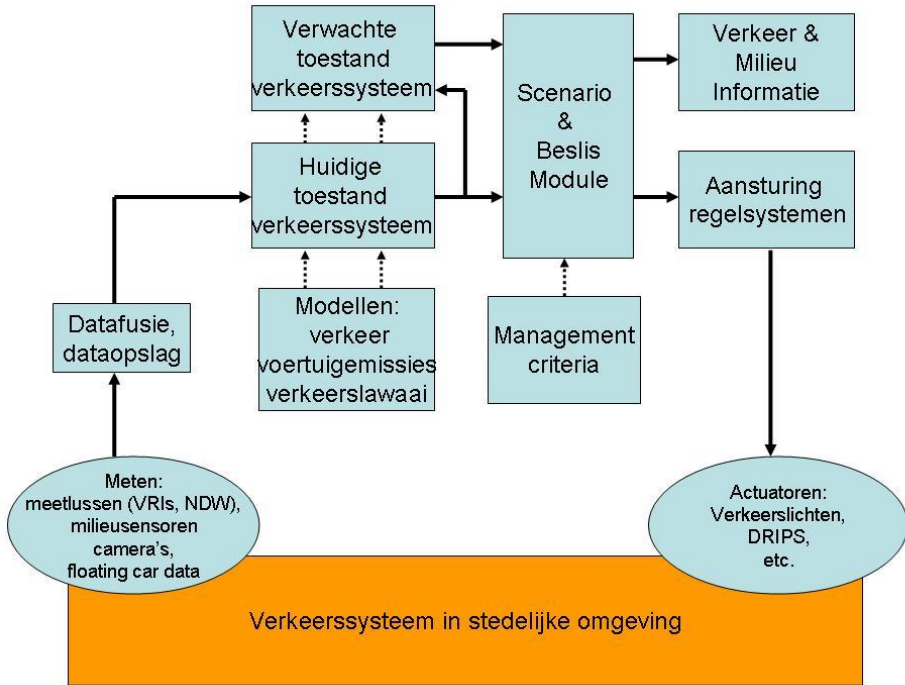 Verwachte
toestand
verkeerssysteem
Scenario
&
Beslis
Module
Verkeer &
Milieu
Informatie
Huidige
toestand
verkeerssysteem
Aansturing
regelsystemen
Datafusie,
dataopslag
Modellen:
verkeer
voertuigemissies
verkeerslawaai
Management
criteria
Meten:
meetlussen (VRIs, NDW),
milieusensoren
camera's,
floating car data
Actuatoren:
Verkeerslichten,
DRIPS,
etc.
Verkeerssysteem in stedelijke omgeving